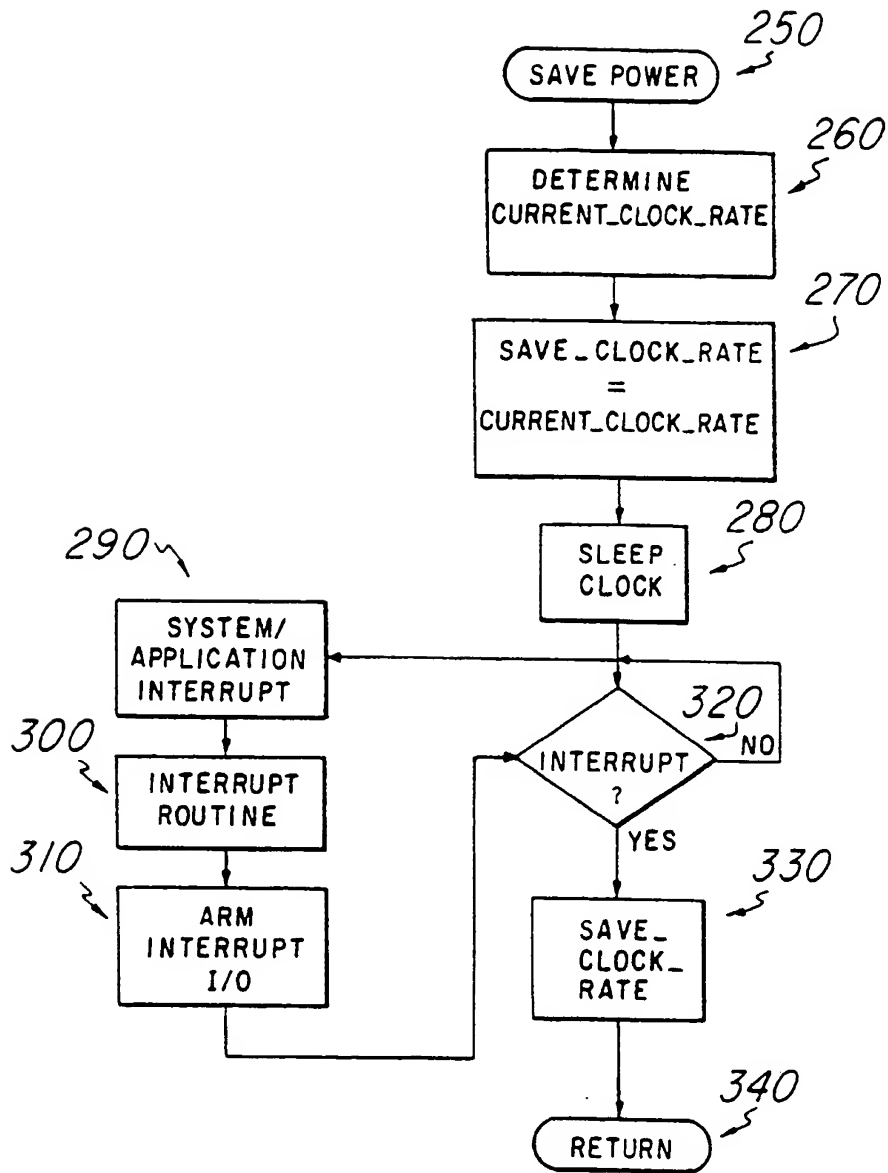 250
SAVE POWER
260
DETERMINE
CURRENT_CLOCK_RATE
270
SAVE_CLOCK_RATE
=
CURRENT_CLOCK_RATE
280
SLEEP
CLOCK
290
SYSTEM/
APPLICATION
INTERRUPT
300
INTERRUPT
ROUTINE
310
ARM
INTERRUPT
I/O
320
INTERRUPT
?
NO
YES
330
SAVE_
CLOCK_
RATE
340
RETURN